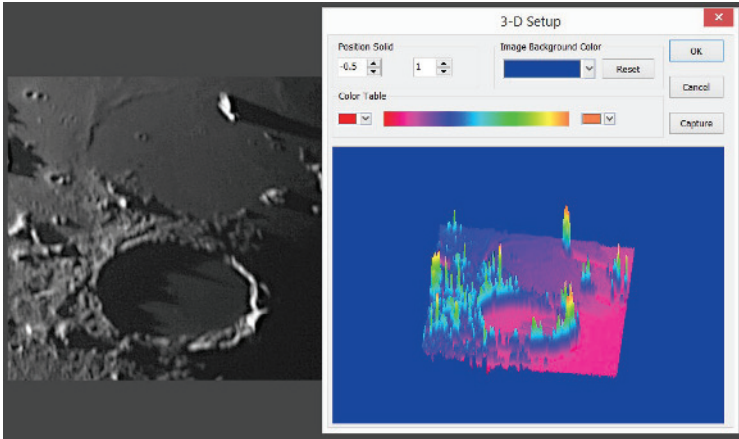 3-D Setup
Position Solid
-0.5
1
Image Background Color
Reset
OK
Cancel
Color Table
Capture